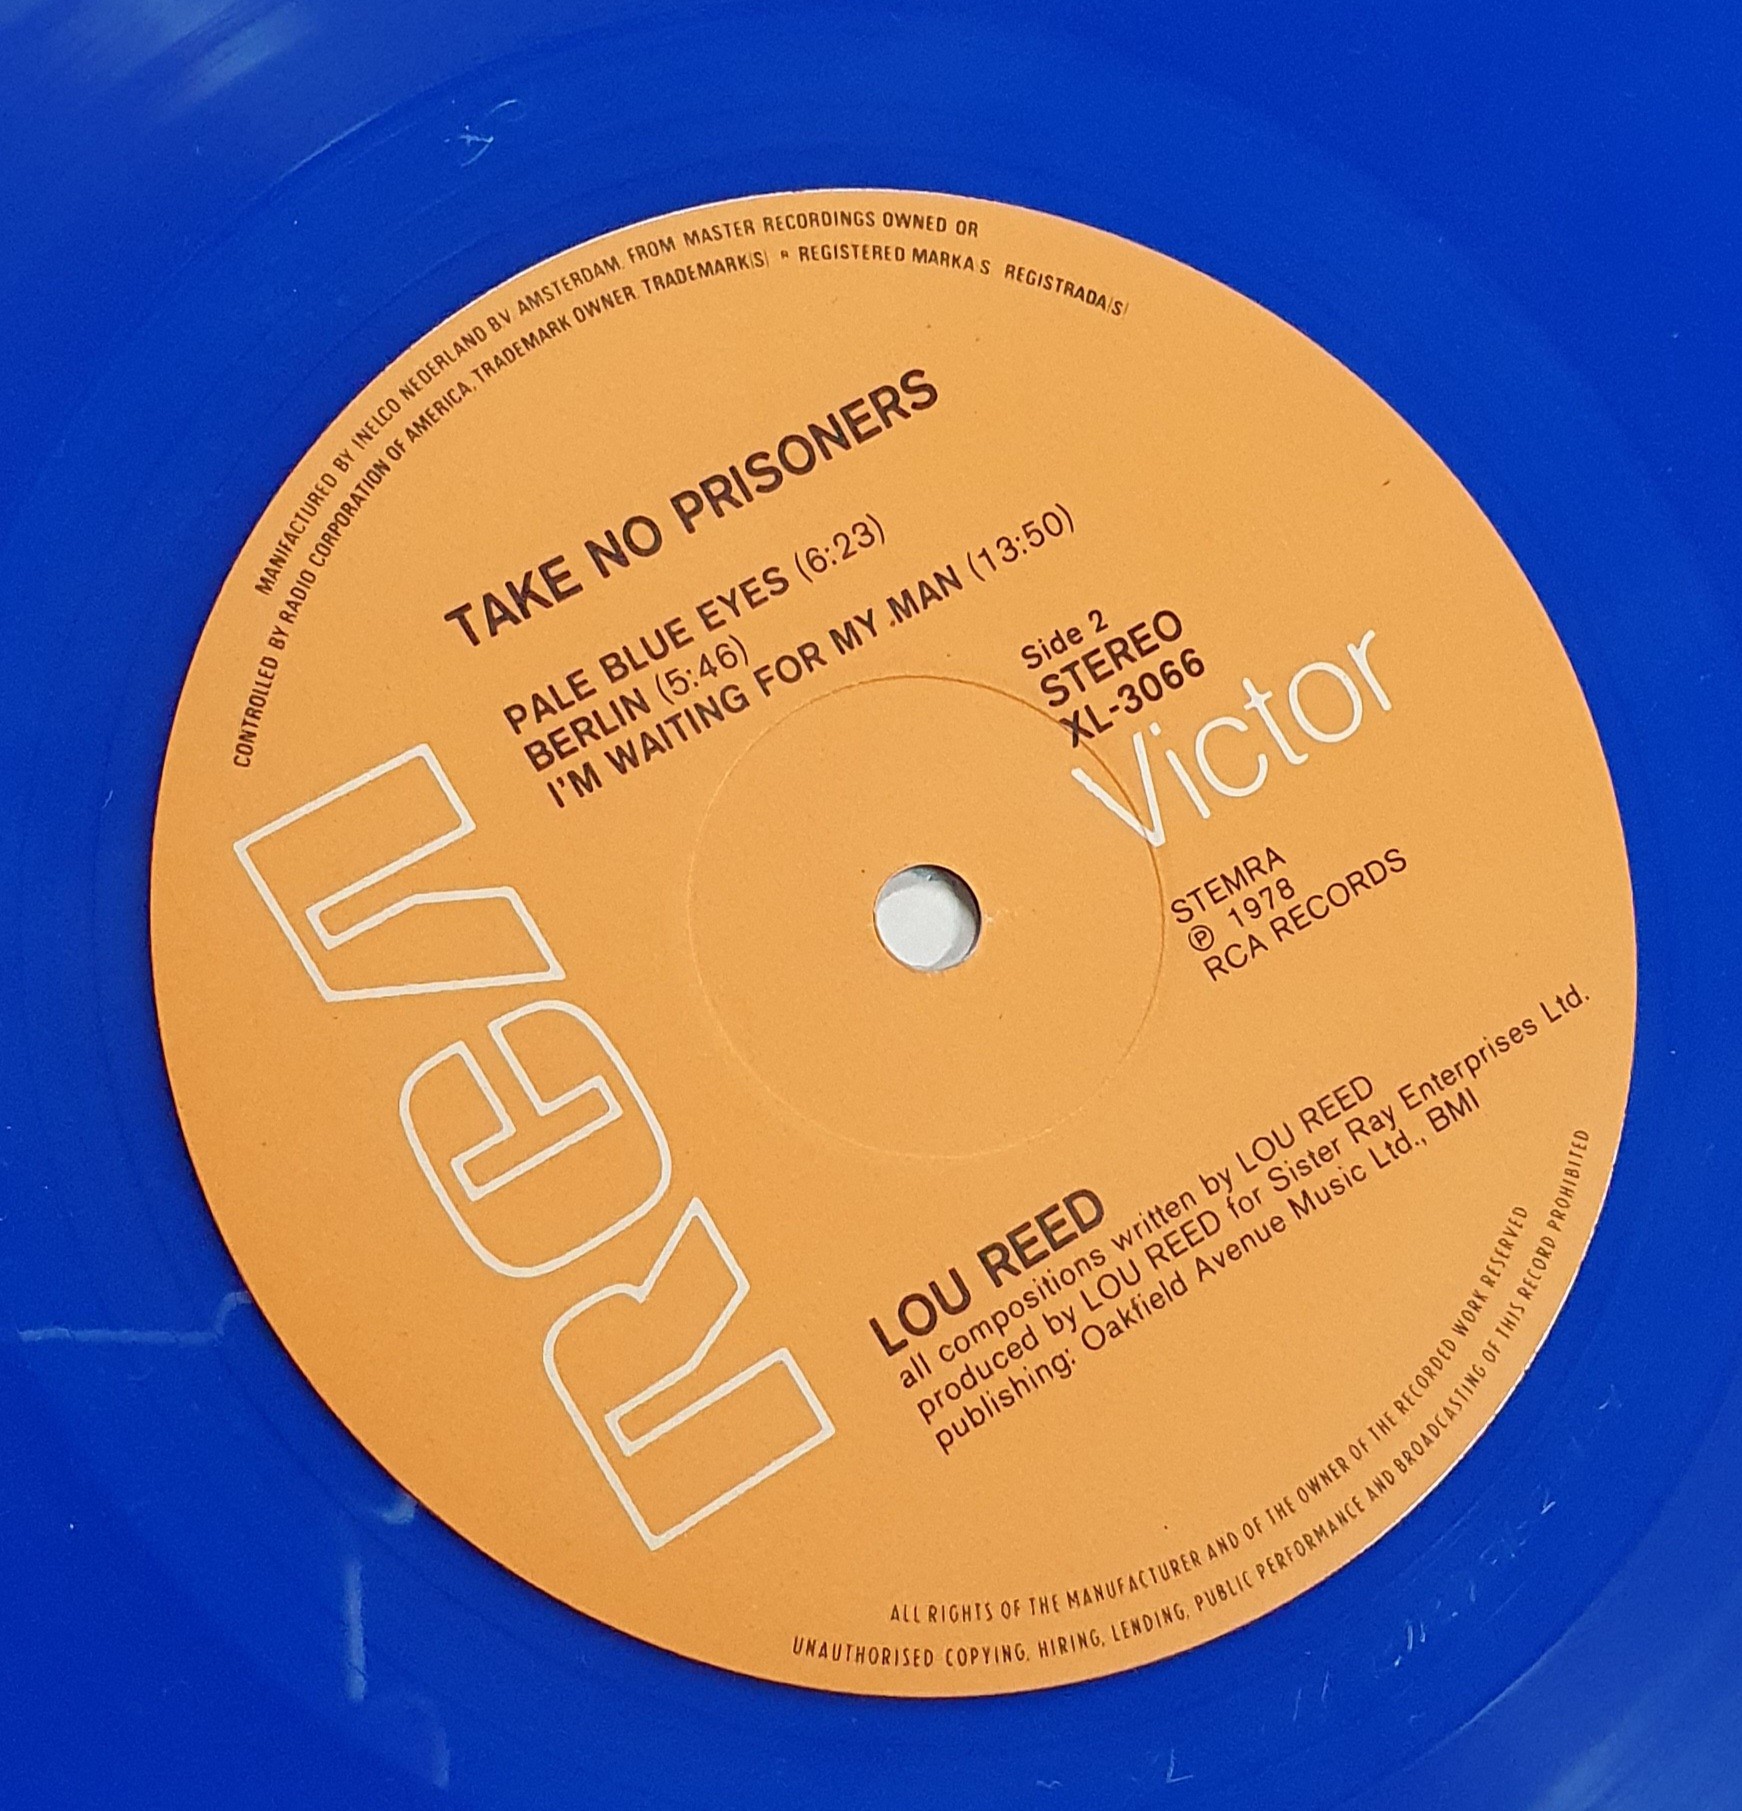 MANIFACTURED BY INELCO NEDERLAND BV AMSTERDAM. FROM MASTER RECORDINGS OWNED OR
CONTROLLED BY RADIO CORPORATION OF AMERICA, TRADEMARK OWNER. TRADEMARK(S) ® REGISTERED MARKA S REGISTRADA(S)
TAKE NO PRISONERS
PALE BLUE EYES (6:23)
BERLIN (5:46)
I'M WAITING FOR MY MAN (13:50)
Side 2
STEREO
XL-3066
RCA
Victor
STEMRA
℗ 1978
RCA RECORDS
LOU REED
all compositions written by LOU REED
produced by LOU REED for Sister Ray Enterprises Ltd.
publishing: Oakfield Avenue Music Ltd., BMI
ALL RIGHTS OF THE MANUFACTURER AND OF THE OWNER OF THE RECORDED WORK RESERVED
UNAUTHORISED COPYING, HIRING, LENDING, PUBLIC PERFORMANCE AND BROADCASTING OF THIS RECORD PROHIBITED